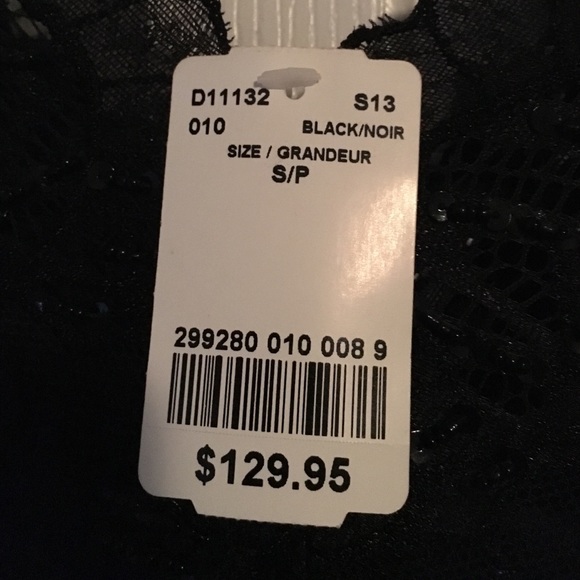 D11132 S13
010 BLACK/NOIR
SIZE / GRANDEUR
S/P
299280 010 008 9
$129.95